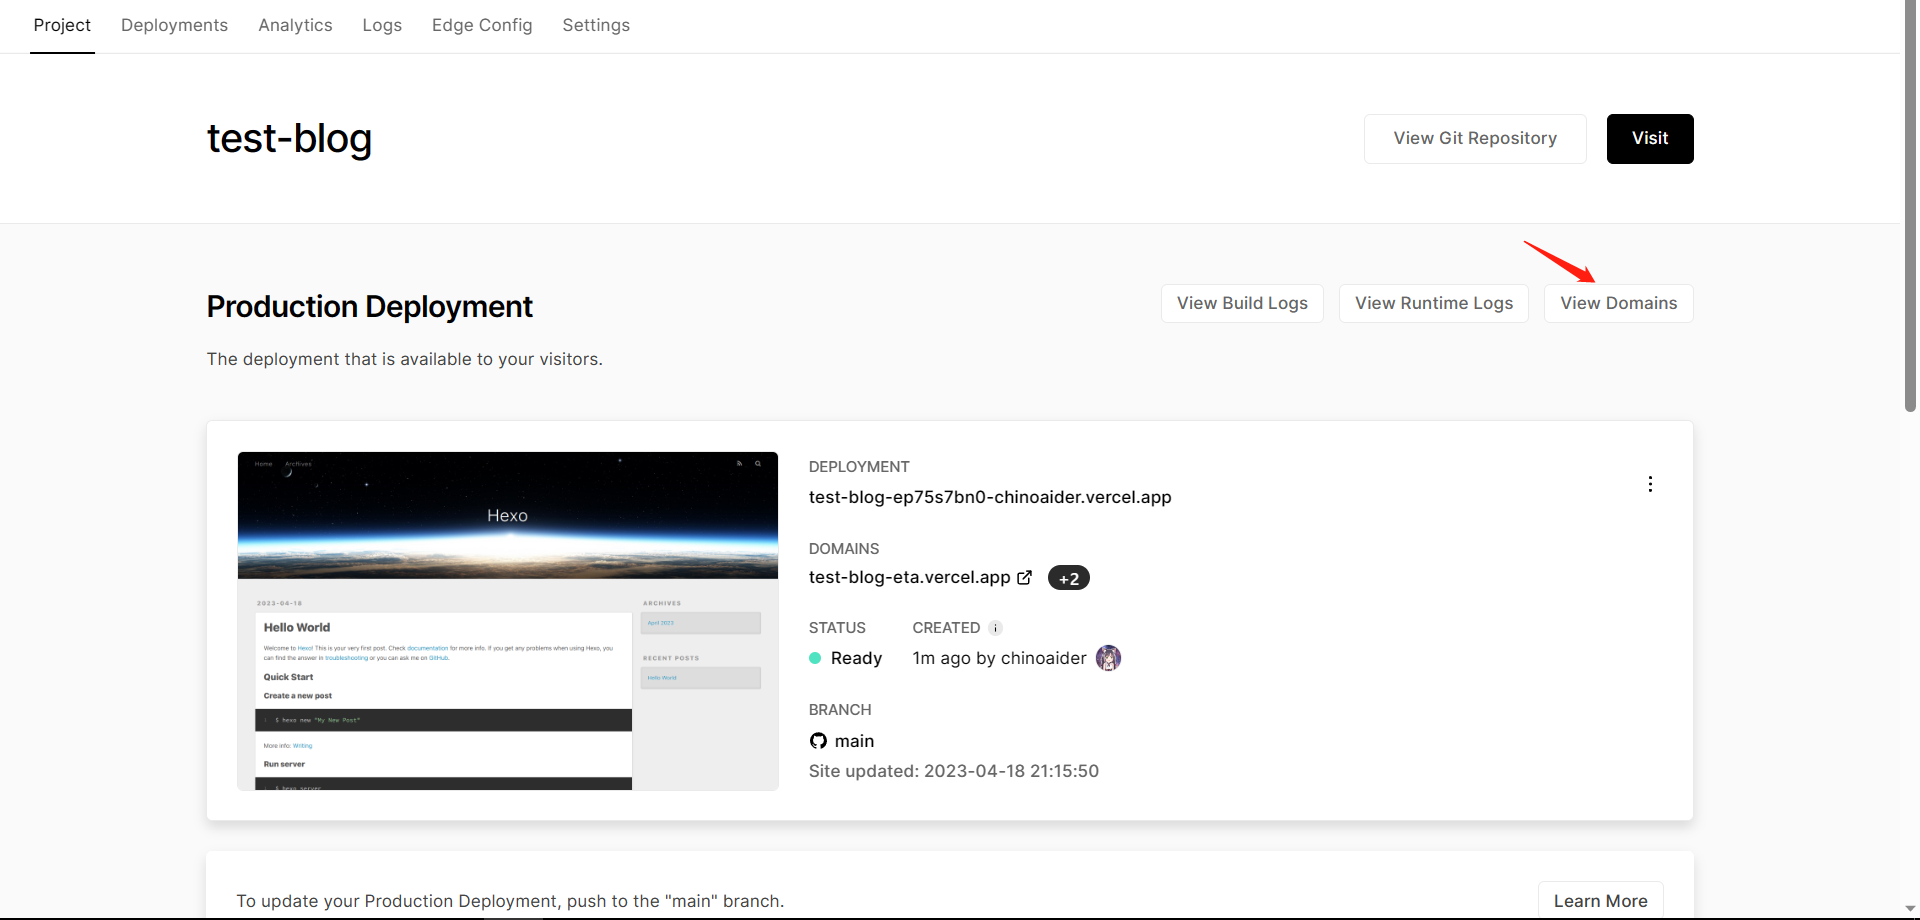 Project Deployments Analytics Logs Edge Config Settings
test-blog
View Git Repository
Visit
Production Deployment
View Build Logs
View Runtime Logs
View Domains
The deployment that is available to your visitors.
Home Archives
Hexo
2023-04-18
Hello World
Welcome to Hexo! This is your very first post. Check documentation for more info. If you get any problems when using Hexo, you
can find the answer in troubleshooting or you can ask me on GitHub.
Quick Start
Create a new post
1 $ hexo new "My New Post"
More info: Writing
Run server
1 $ hexo server
ARCHIVES
April 2023
RECENT POSTS
Hello World
DEPLOYMENT
test-blog-ep75s7bn0-chinoaider.vercel.app
DOMAINS
test-blog-eta.vercel.app +2
STATUS
Ready
CREATED i
1m ago by chinoaider
BRANCH
main
Site updated: 2023-04-18 21:15:50
To update your Production Deployment, push to the "main" branch.
Learn More